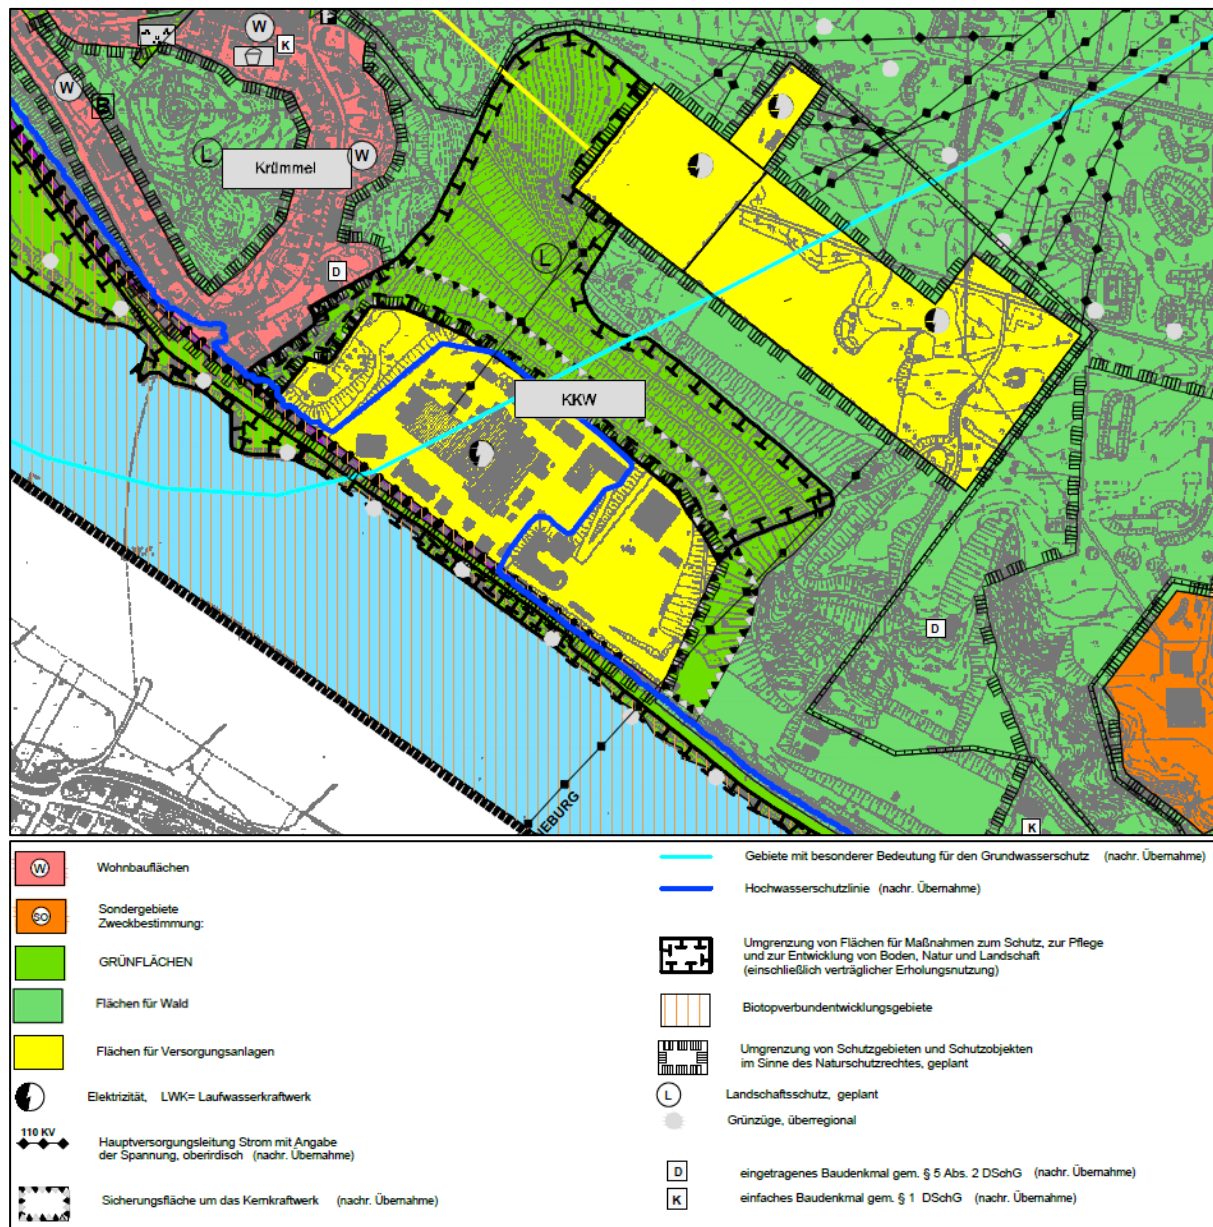 W
K
W
B
L
Krümmel
W
D
L
KKW
D
K
IEBURG
W
Wohnbauflächen
SO
Sondergebiete
Zweckbestimmung:
GRÜNFLÄCHEN
Flächen für Wald
Flächen für Versorgungsanlagen
Elektrizität, LWK= Laufwasserkraftwerk
110 KV
Hauptversorgungsleitung Strom mit Angabe
der Spannung, oberirdisch (nachr. Übernahme)
Sicherungsfläche um das Kernkraftwerk (nachr. Übernahme)
Gebiete mit besonderer Bedeutung für den Grundwasserschutz (nachr. Übernahme)
Hochwasserschutzlinie (nachr. Übernahme)
Umgrenzung von Flächen für Maßnahmen zum Schutz, zur Pflege
und zur Entwicklung von Boden, Natur und Landschaft
(einschließlich verträglicher Erholungsnutzung)
Biotopverbundentwicklungsgebiete
Umgrenzung von Schutzgebieten und Schutzobjekten
im Sinne des Naturschutzrechtes, geplant
L
Landschaftsschutz, geplant
Grünzüge, überregional
D
eingetragenes Baudenkmal gem. § 5 Abs. 2 DSchG (nachr. Übernahme)
K
einfaches Baudenkmal gem. § 1 DSchG (nachr. Übernahme)